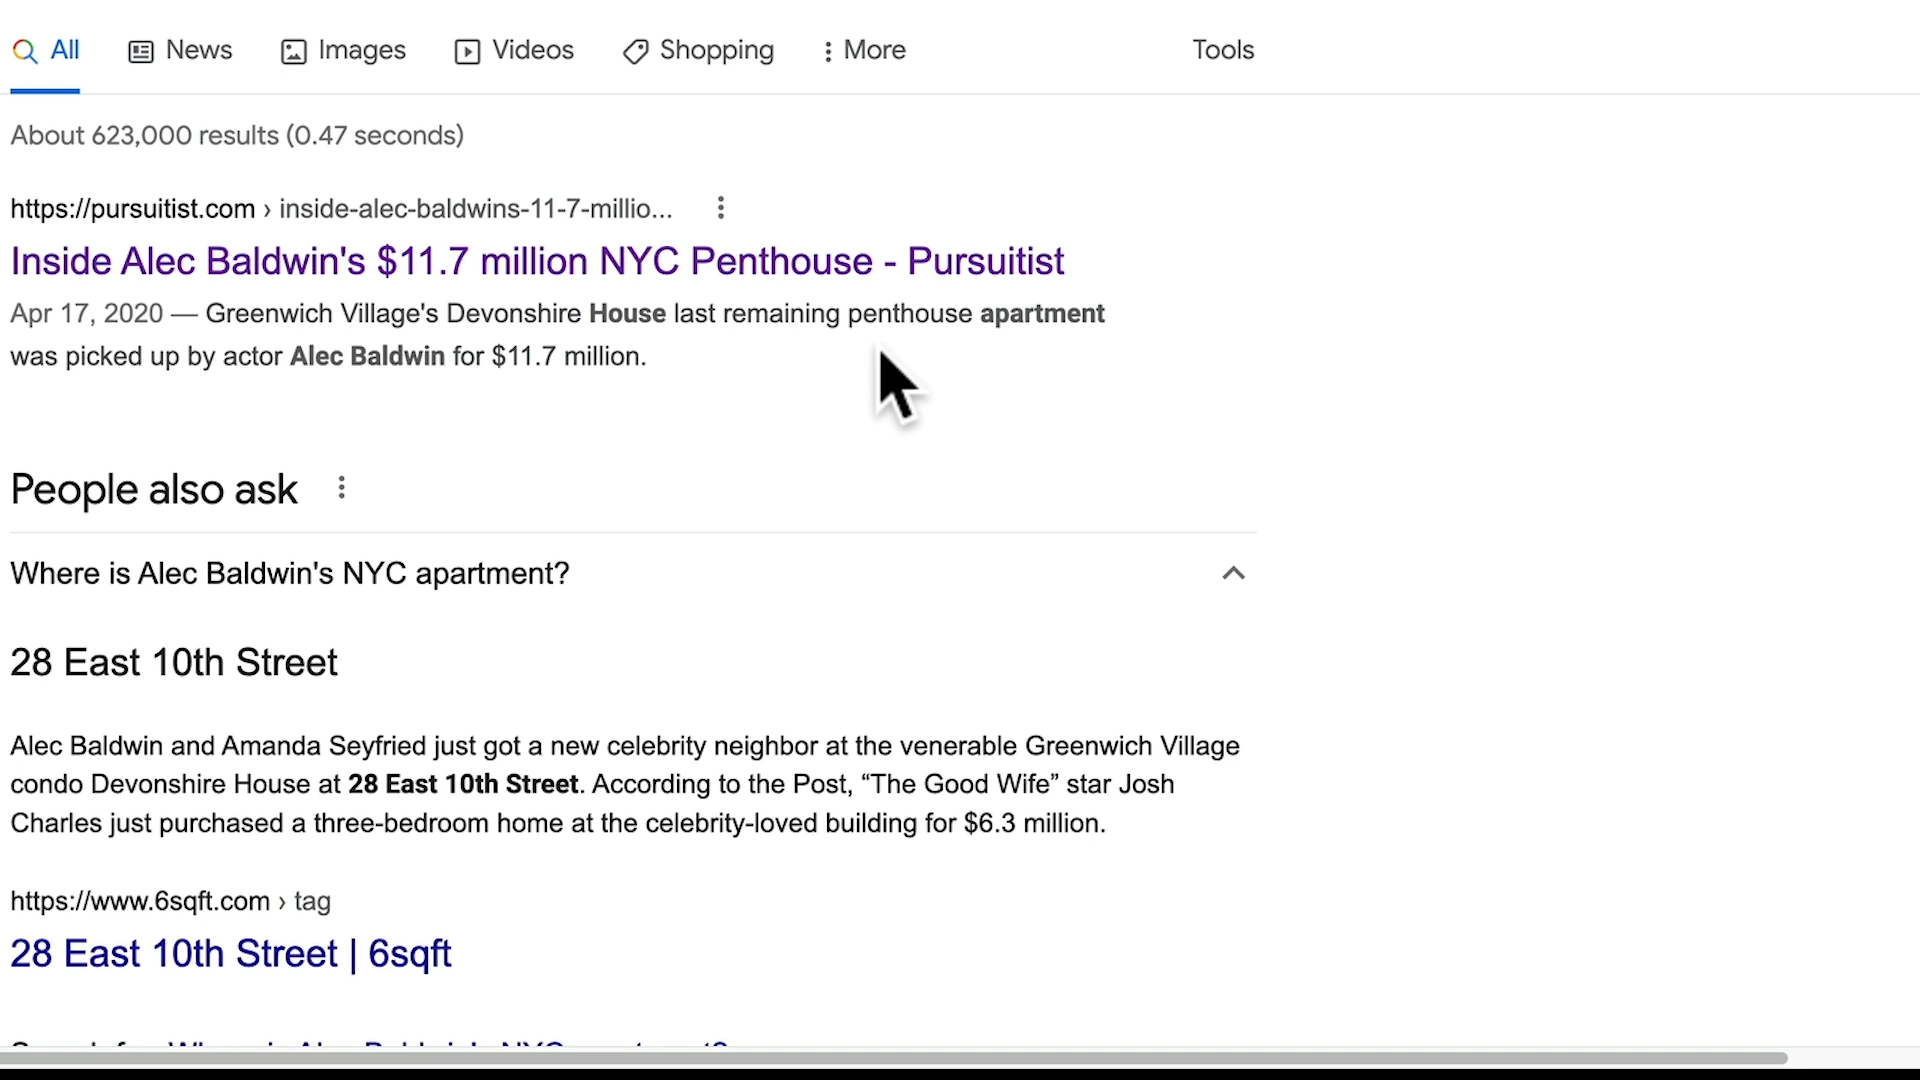 All News Images Videos Shopping More Tools
About 623,000 results (0.47 seconds)
https://pursuitist.com › inside-alec-baldwins-11-7-millio...
Inside Alec Baldwin's $11.7 million NYC Penthouse - Pursuitist
Apr 17, 2020 — Greenwich Village's Devonshire House last remaining penthouse apartment
was picked up by actor Alec Baldwin for $11.7 million.
People also ask
Where is Alec Baldwin's NYC apartment?
28 East 10th Street
Alec Baldwin and Amanda Seyfried just got a new celebrity neighbor at the venerable Greenwich Village
condo Devonshire House at 28 East 10th Street. According to the Post, “The Good Wife” star Josh
Charles just purchased a three-bedroom home at the celebrity-loved building for $6.3 million.
https://www.6sqft.com › tag
28 East 10th Street | 6sqft